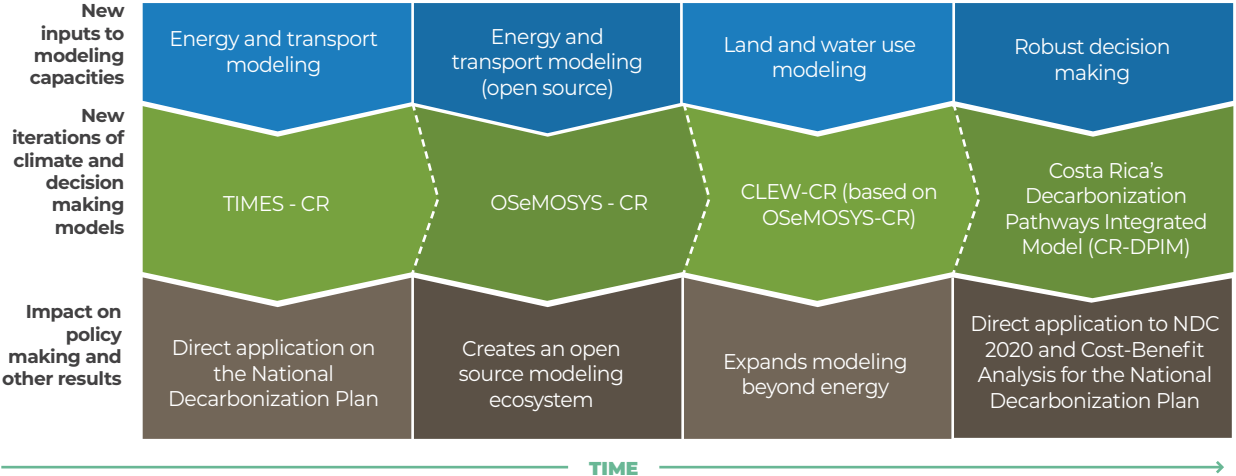 New
inputs to
modeling
capacities
Energy and transport
modeling
Energy and
transport modeling
(open source)
Land and water use
modeling
Robust decision
making
New
iterations of
climate and
decision
making
models
TIMES - CR
OSeMOSYS - CR
CLEW-CR (based on
OSeMOSYS-CR)
Costa Rica’s
Decarbonization
Pathways Integrated
Model (CR-DPIM)
Impact on
policy
making and
other results
Direct application on
the National
Decarbonization Plan
Creates an open
source modeling
ecosystem
Expands modeling
beyond energy
Direct application to NDC
2020 and Cost-Benefit
Analysis for the National
Decarbonization Plan
TIME